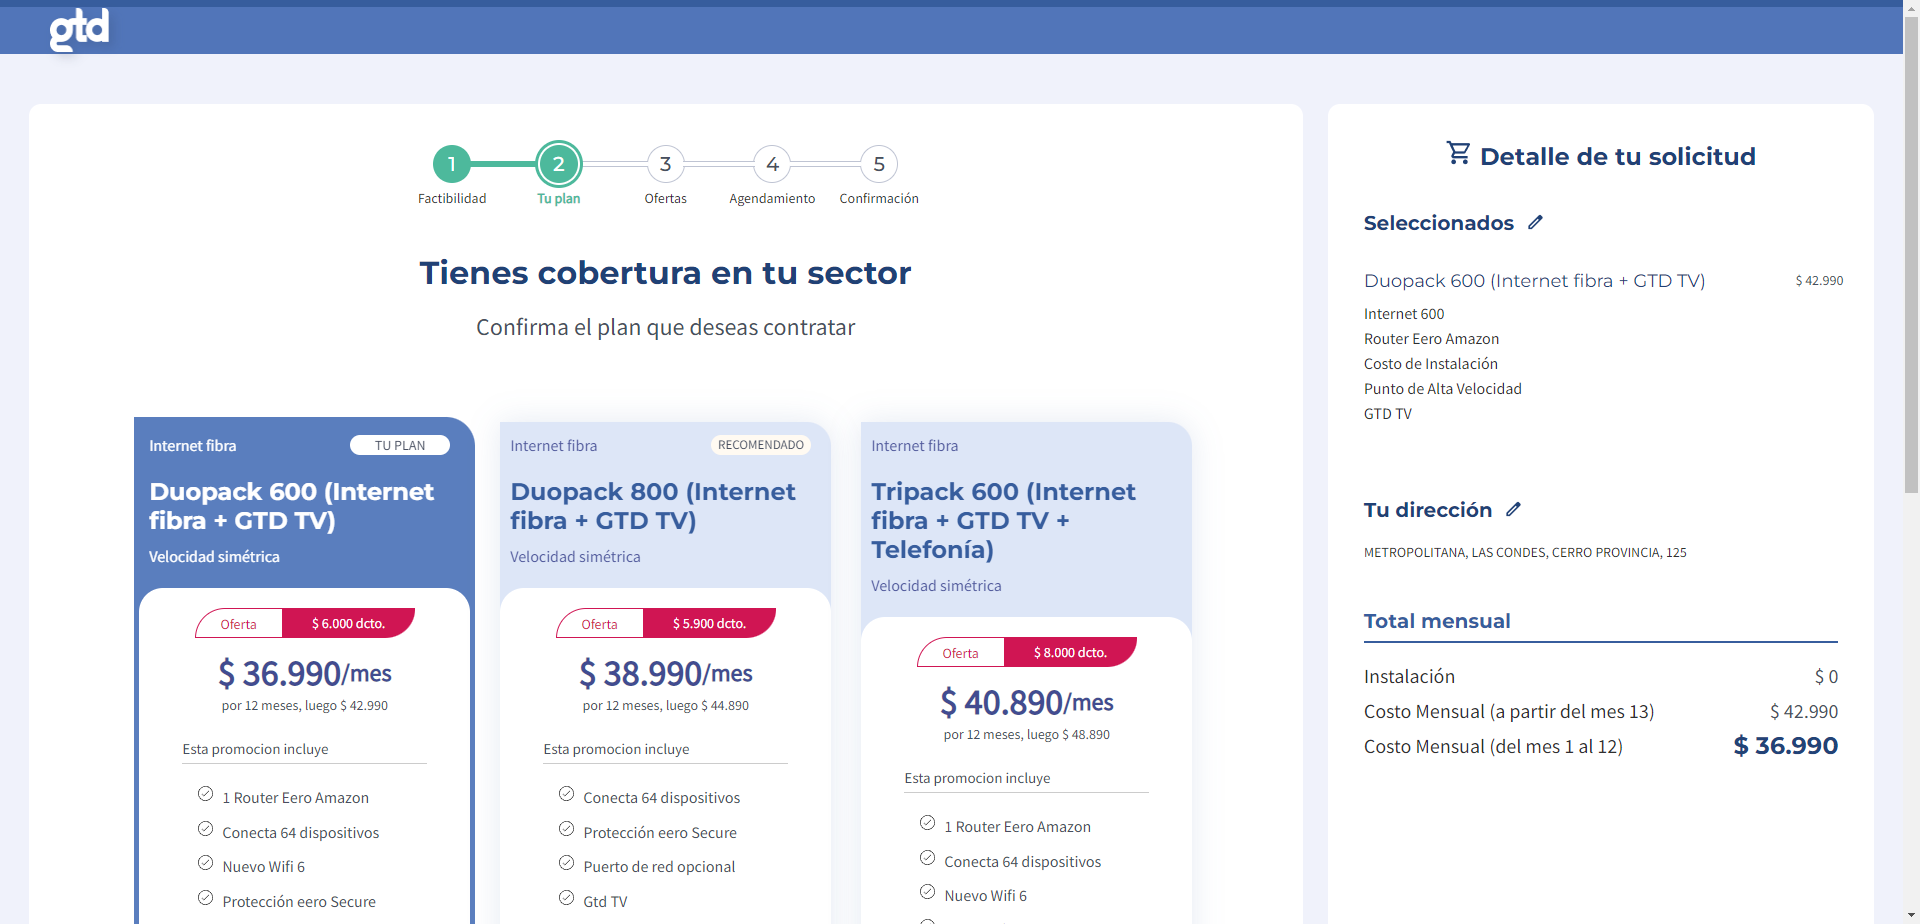 gtd
1
2
3
4
5
Factibilidad
Tu plan
Ofertas
Agendamiento
Confirmación
Tienes cobertura en tu sector
Confirma el plan que deseas contratar
Internet fibra
TU PLAN
Duopack 600 (Internet
fibra + GTD TV)
Velocidad simétrica
Oferta
$ 6.000 dcto.
$ 36.990/mes
por 12 meses, luego $ 42.990
Esta promocion incluye
1 Router Eero Amazon
Conecta 64 dispositivos
Nuevo Wifi 6
Protección eero Secure
Internet fibra
RECOMENDADO
Duopack 800 (Internet
fibra + GTD TV)
Velocidad simétrica
Oferta
$ 5.900 dcto.
$ 38.990/mes
por 12 meses, luego $ 44.890
Esta promocion incluye
Conecta 64 dispositivos
Protección eero Secure
Puerto de red opcional
Gtd TV
Internet fibra
Tripack 600 (Internet
fibra + GTD TV +
Telefonía)
Velocidad simétrica
Oferta
$ 8.000 dcto.
$ 40.890/mes
por 12 meses, luego $ 48.890
Esta promocion incluye
1 Router Eero Amazon
Conecta 64 dispositivos
Nuevo Wifi 6
Detalle de tu solicitud
Seleccionados
Duopack 600 (Internet fibra + GTD TV)
$ 42.990
Internet 600
Router Eero Amazon
Costo de Instalación
Punto de Alta Velocidad
GTD TV
Tu dirección
METROPOLITANA, LAS CONDES, CERRO PROVINCIA, 125
Total mensual
Instalación
$ 0
Costo Mensual (a partir del mes 13)
$ 42.990
Costo Mensual (del mes 1 al 12)
$ 36.990